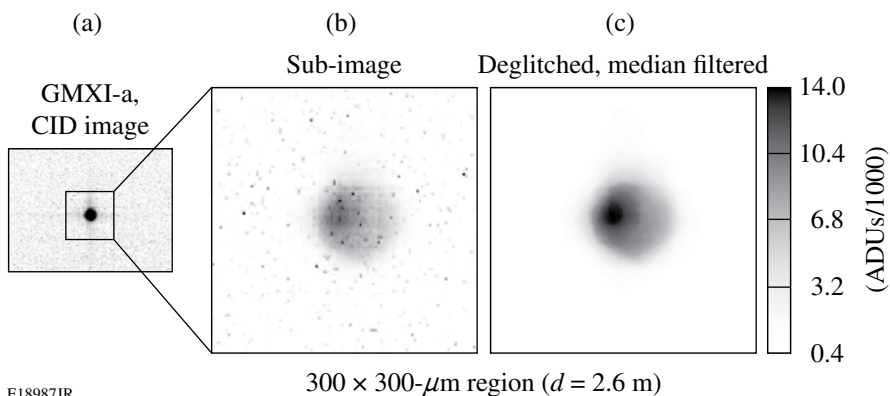 (a)
(b)
(c)
GMXI-a,
CID image
Sub-image
Deglitched, median filtered
14.0
10.4
6.8
3.2
0.4
(ADUs/1000)
300 × 300-μm region (d = 2.6 m)
E18987JR